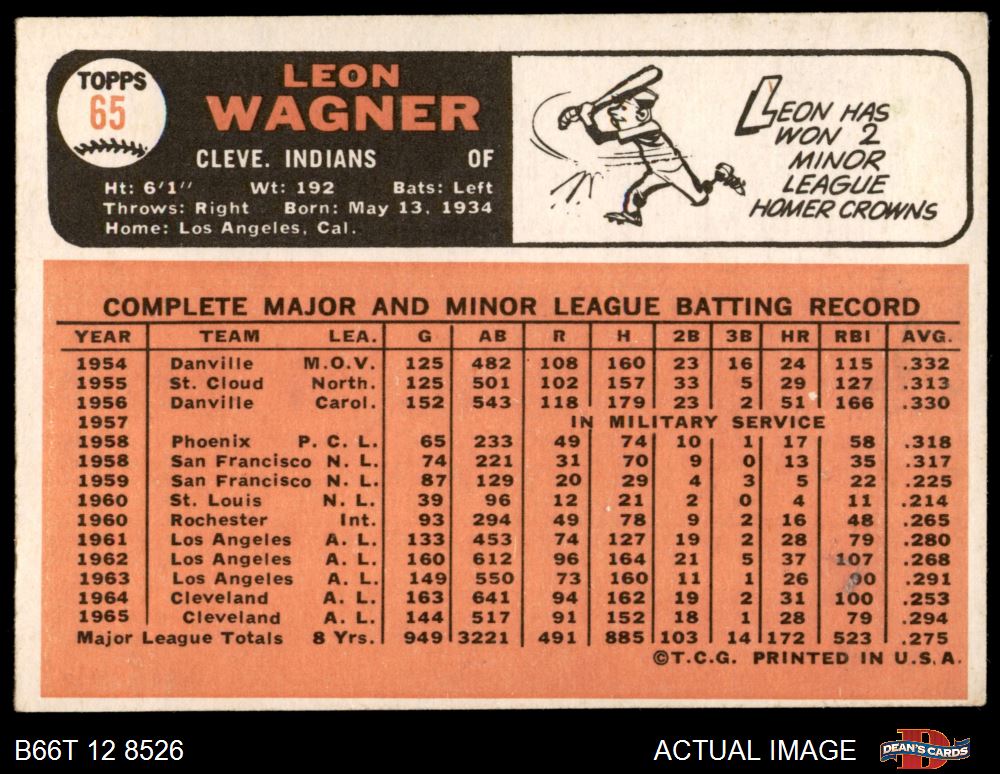 TOPPS
65
LEON
WAGNER
CLEVE. INDIANS OF
Ht: 6'1" Wt: 192 Bats: Left
Throws: Right Born: May 13, 1934
Home: Los Angeles, Cal.
LEON HAS
WON 2
MINOR
LEAGUE
HOMER CROWNS
COMPLETE MAJOR AND MINOR LEAGUE BATTING RECORD
YEAR TEAM LEA. G AB R H 2B 3B HR RBI AVG.
1954 Danville M.O.V. 125 482 108 160 23 16 24 115 .332
1955 St. Cloud North. 125 501 102 157 33 5 29 127 .313
1956 Danville Carol. 152 543 118 179 23 2 51 166 .330
1957 IN MILITARY SERVICE
1958 Phoenix P. C. L. 65 233 49 74 10 1 17 58 .318
1958 San Francisco N. L. 74 221 31 70 9 0 13 35 .317
1959 San Francisco N. L. 87 129 20 29 4 3 5 22 .225
1960 St. Louis N. L. 39 96 12 21 2 0 4 11 .214
1960 Rochester Int. 93 294 49 78 9 2 16 48 .265
1961 Los Angeles A. L. 133 453 74 127 19 2 28 79 .280
1962 Los Angeles A. L. 160 612 96 164 21 5 37 107 .268
1963 Los Angeles A. L. 149 550 73 160 11 1 26 90 .291
1964 Cleveland A. L. 163 641 94 162 19 2 31 100 .253
1965 Cleveland A. L. 144 517 91 152 18 1 28 79 .294
Major League Totals 8 Yrs. 949 3221 491 885 103 14 172 523 .275
©T.C.G. PRINTED IN U.S.A.
B66T 12 8526 ACTUAL IMAGE DEAN'S CARDS